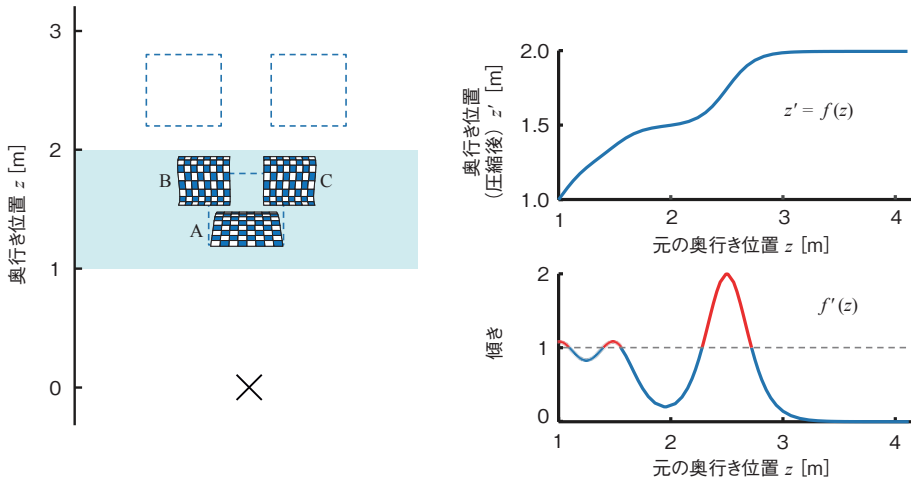 3
2
1
0
奥行き位置 z [m]
B
C
A
2.0
1.5
1.0
奥行き位置
(圧縮後) z′ [m]
z′ = f(z)
1
2
3
4
元の奥行き位置 z [m]
2
1
0
傾き
f′(z)
1
2
3
4
元の奥行き位置 z [m]